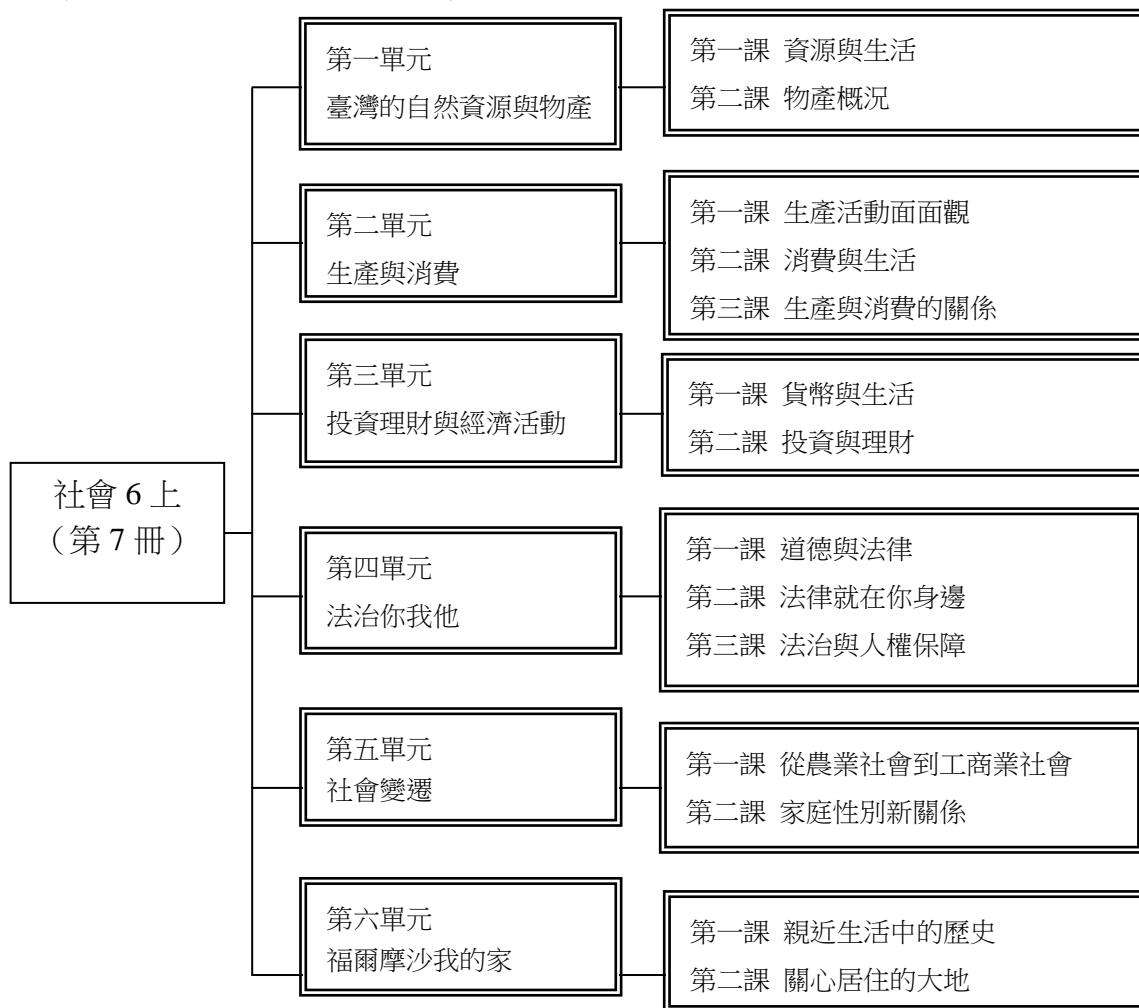 社會 6 上
（第 7 冊）
第一單元
臺灣的自然資源與物產
第一課 資源與生活
第二課 物產概況
第二單元
生產與消費
第一課 生產活動面面觀
第二課 消費與生活
第三課 生產與消費的關係
第三單元
投資理財與經濟活動
第一課 貨幣與生活
第二課 投資與理財
第四單元
法治你我他
第一課 道德與法律
第二課 法律就在你身邊
第三課 法治與人權保障
第五單元
社會變遷
第一課 從農業社會到工商業社會
第二課 家庭性別新關係
第六單元
福爾摩沙我的家
第一課 親近生活中的歷史
第二課 關心居住的大地